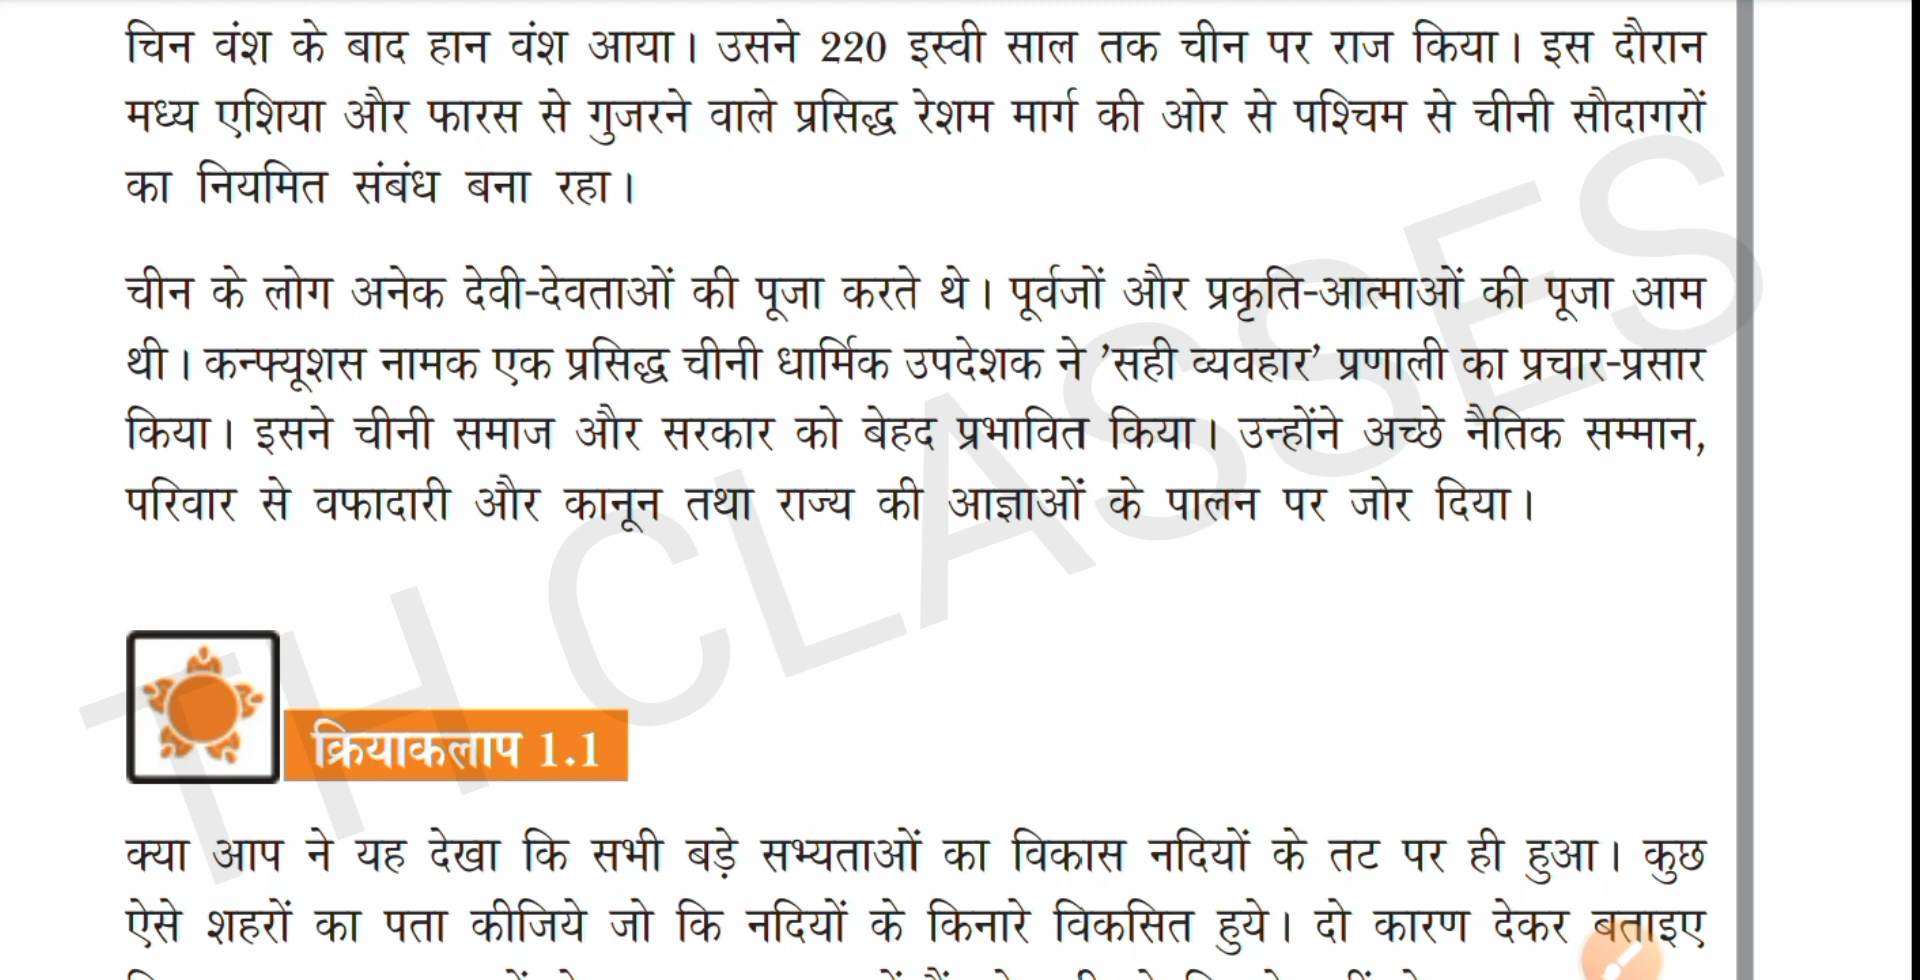 चिन वंश के बाद हान वंश आया। उसने 220 इस्वी साल तक चीन पर राज किया। इस दौरान
मध्य एशिया और फारस से गुजरने वाले प्रसिद्ध रेशम मार्ग की ओर से पश्चिम से चीनी सौदागरों
का नियमित संबंध बना रहा।
चीन के लोग अनेक देवी-देवताओं की पूजा करते थे। पूर्वजों और प्रकृति-आत्माओं की पूजा आम
थी। कन्फ्यूशस नामक एक प्रसिद्ध चीनी धार्मिक उपदेशक ने ’सही व्यवहार’ प्रणाली का प्रचार-प्रसार
किया। इसने चीनी समाज और सरकार को बेहद प्रभावित किया। उन्होंने अच्छे नैतिक सम्मान,
परिवार से वफादारी और कानून तथा राज्य की आज्ञाओं के पालन पर जोर दिया।
TH CLASSES
क्रियाकलाप 1.1
क्या आप ने यह देखा कि सभी बड़े सभ्यताओं का विकास नदियों के तट पर ही हुआ। कुछ
ऐसे शहरों का पता कीजिये जो कि नदियों के किनारे विकसित हुये। दो कारण देकर बताइए